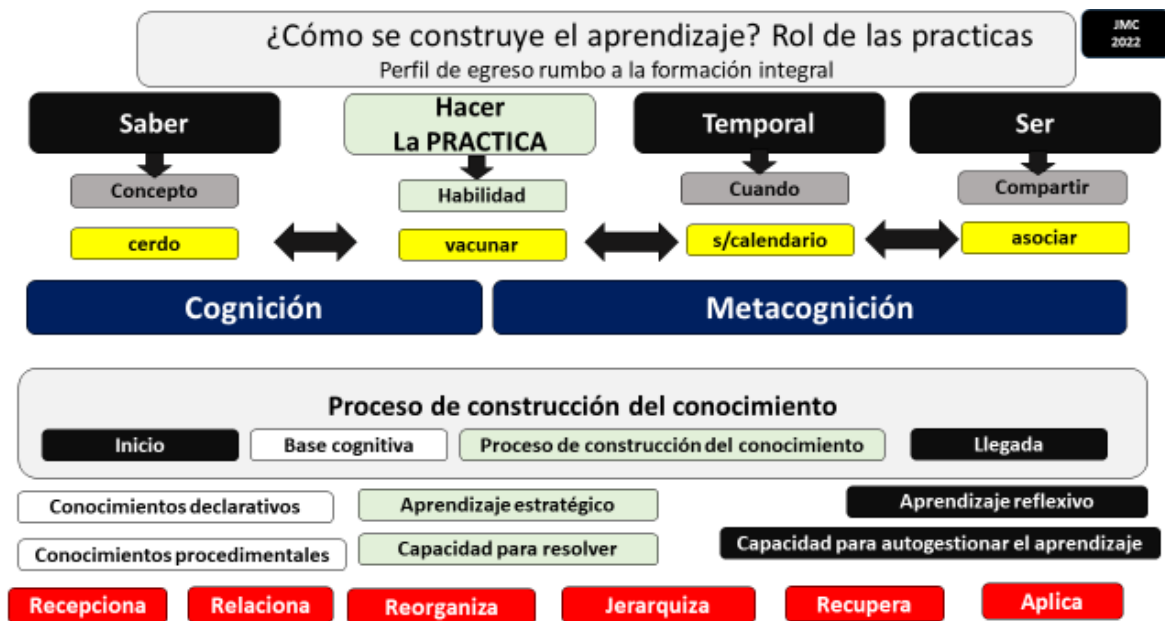 ¿Cómo se construye el aprendizaje? Rol de las practicas
Perfil de egreso rumbo a la formación integral
JMC
2022
Saber
Hacer
La PRACTICA
Temporal
Ser
Concepto
Habilidad
Cuando
Compartir
cerdo
vacunar
s/calendario
asociar
Cognición
Metacognición
Proceso de construcción del conocimiento
Inicio
Base cognitiva
Proceso de construcción del conocimiento
Llegada
Conocimientos declarativos
Aprendizaje estratégico
Aprendizaje reflexivo
Conocimientos procedimentales
Capacidad para resolver
Capacidad para autogestionar el aprendizaje
Recepciona
Relaciona
Reorganiza
Jerarquiza
Recupera
Aplica